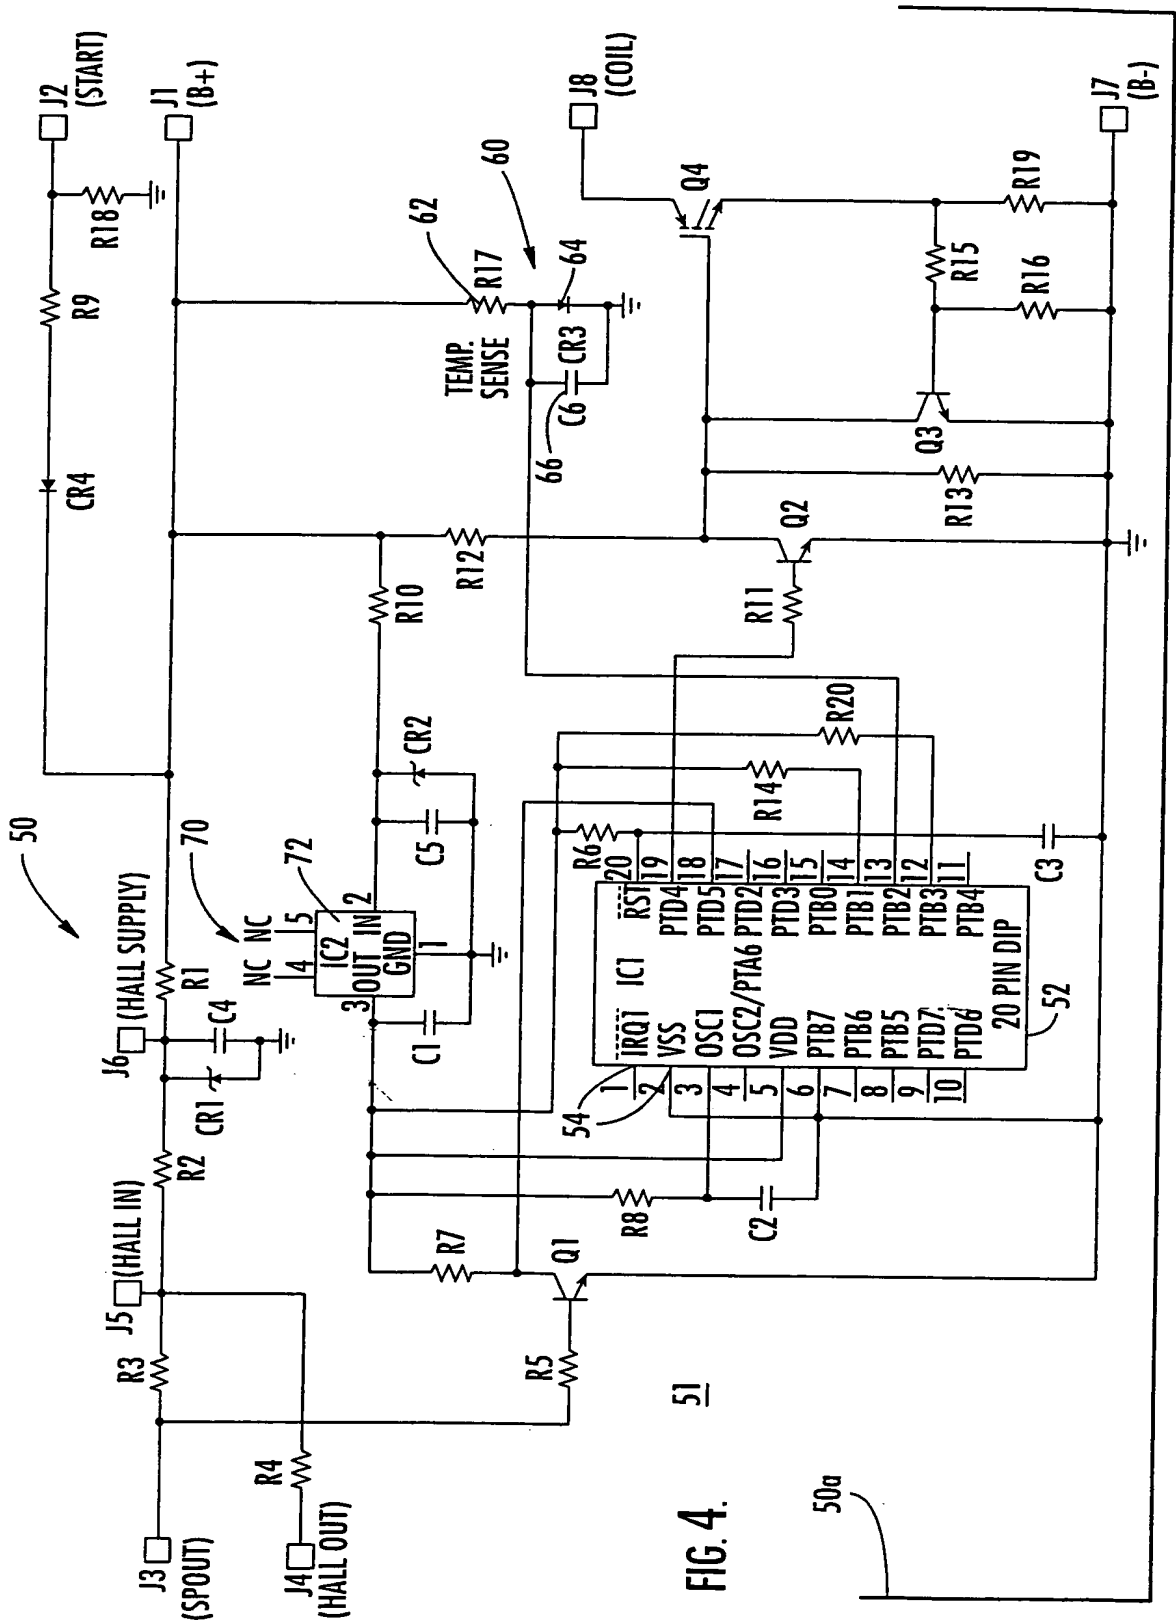 50
J3
(SPOUT)
J4
(HALL OUT)
R4
R3
J5
(HALL IN)
R2
CR1
J6
(HALL SUPPLY)
C4
R1
70
NC
NC
4
5
IC2
3
OUT
IN
2
GND
1
72
C1
C5
CR2
CR4
R9
R18
J2
(START)
J1
(B+)
R10
R12
TEMP.
SENSE
62
R17
60
64
CR3
C6
66
J8
(COIL)
Q4
R5
Q1
R7
R8
C2
54
IC1
1
IRQ1
2
VSS
3
OSC1
4
OSC2/PTA6
5
VDD
6
PTB7
7
PTB6
8
PTB5
9
PTD7
10
PTD6
20
RST
19
PTD4
18
PTD5
17
PTD2
16
PTD3
15
PTB0
14
PTB1
13
PTB2
12
PTB3
11
PTB4
20 PIN DIP
52
R6
R14
R20
C3
R11
Q2
R13
Q3
R15
R16
R19
J7
(B-)
51
50a
FIG. 4.